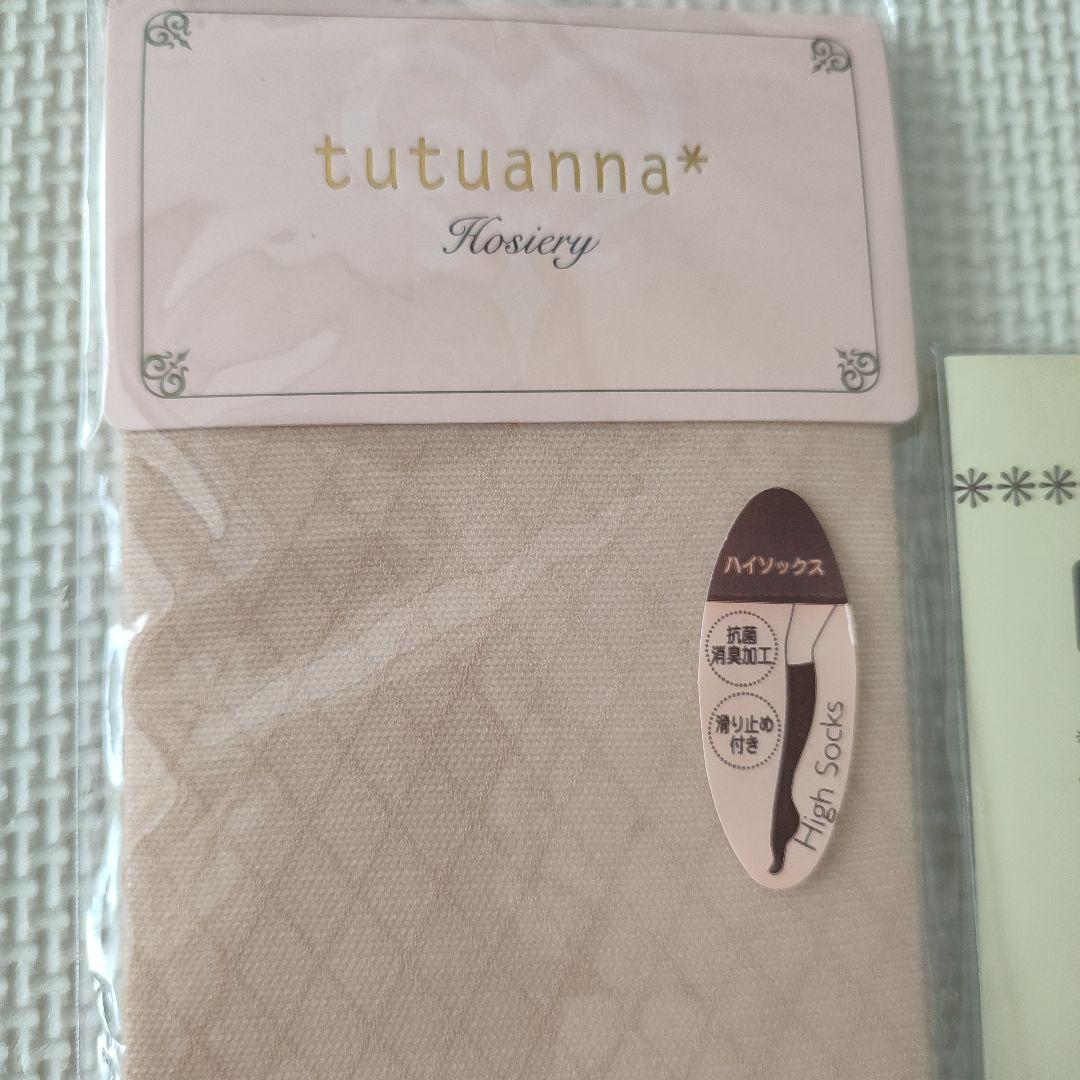 tutuanna*
Hosiery
ハイソックス
抗菌
消臭加工
滑り止め
付き
High Socks
***